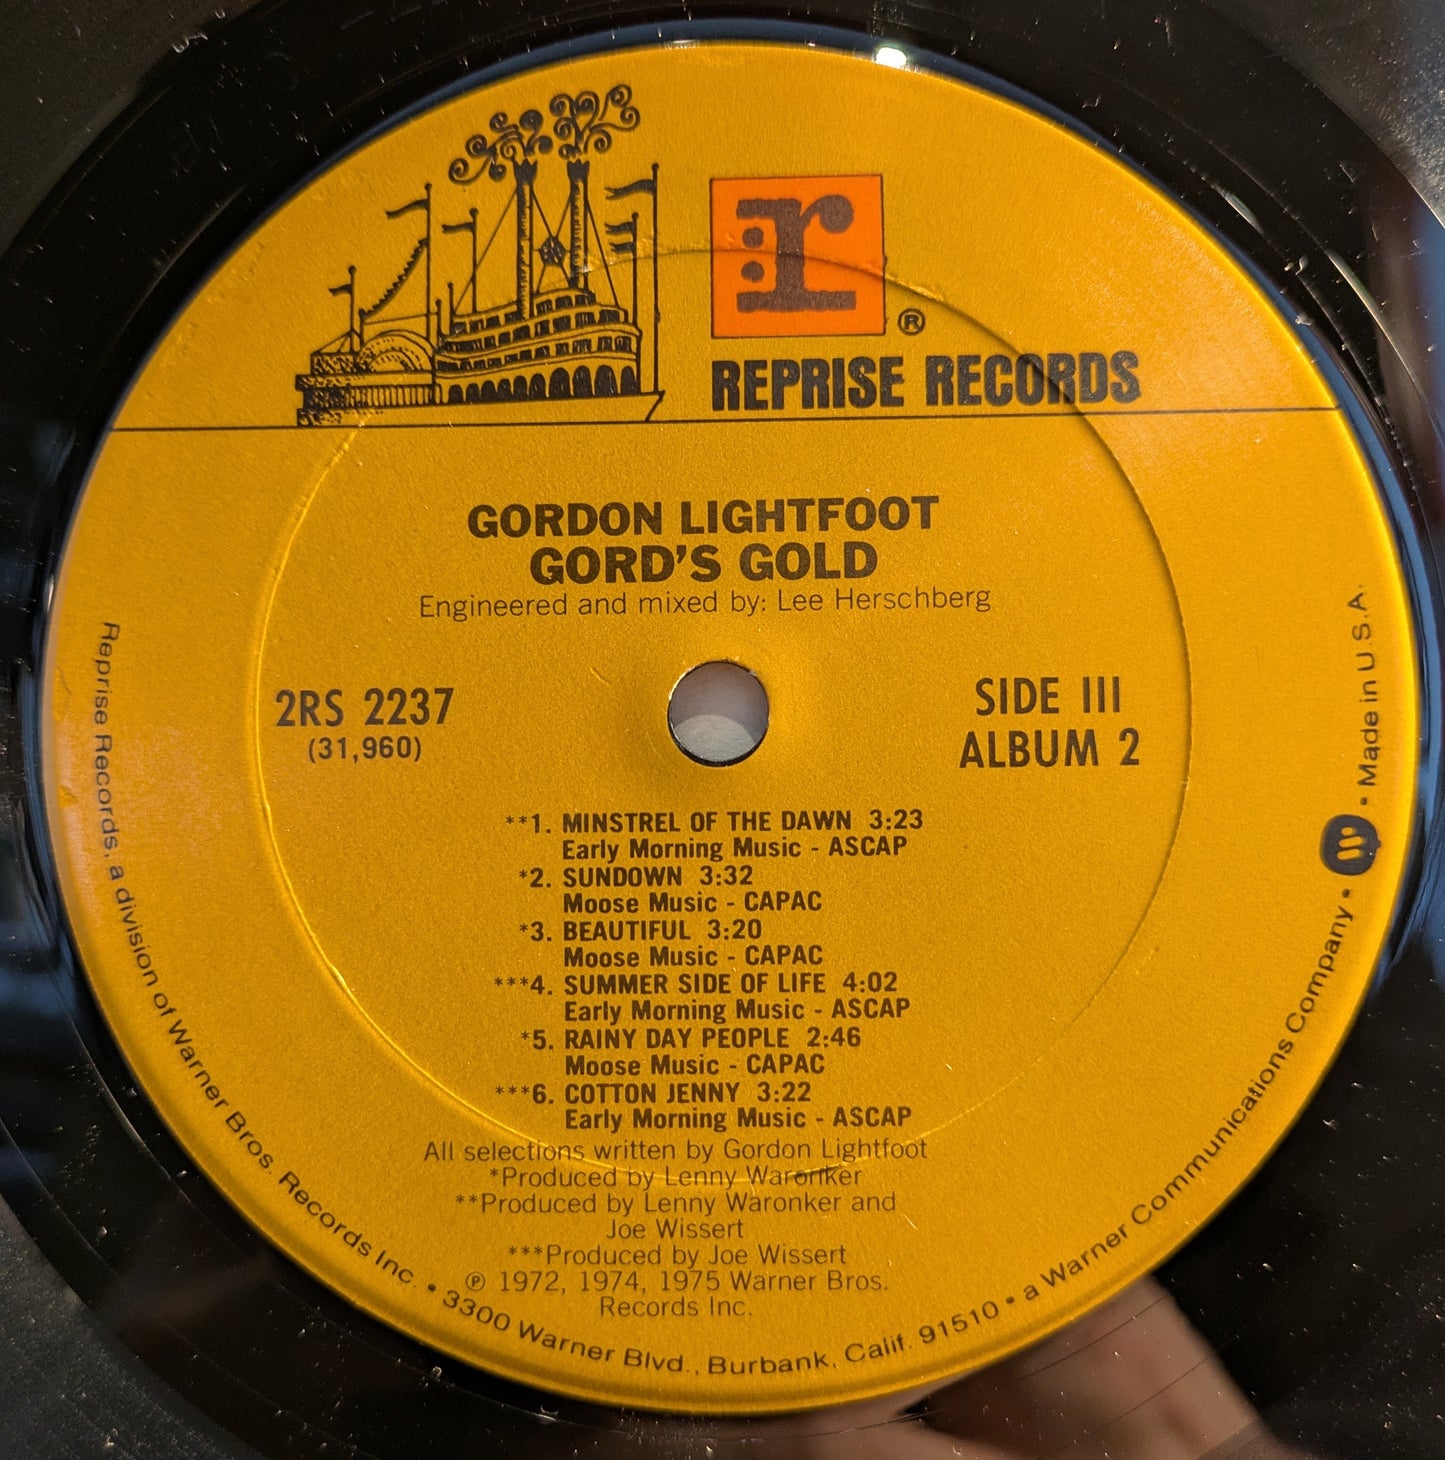 r:
®
REPRISE RECORDS
GORDON LIGHTFOOT
GORD'S GOLD
Engineered and mixed by: Lee Herschberg
2RS 2237
(31,960)
SIDE III
ALBUM 2
**1. MINSTREL OF THE DAWN 3:23
Early Morning Music - ASCAP
*2. SUNDOWN 3:32
Moose Music - CAPAC
*3. BEAUTIFUL 3:20
Moose Music - CAPAC
***4. SUMMER SIDE OF LIFE 4:02
Early Morning Music - ASCAP
*5. RAINY DAY PEOPLE 2:46
Moose Music - CAPAC
***6. COTTON JENNY 3:22
Early Morning Music - ASCAP
All selections written by Gordon Lightfoot
*Produced by Lenny Waronker
**Produced by Lenny Waronker and
Joe Wissert
***Produced by Joe Wissert
℗ 1972, 1974, 1975 Warner Bros.
Records Inc.
Reprise Records, a division of Warner Bros. Records Inc. • 3300 Warner Blvd., Burbank, Calif. 91510 • a Warner Communications Company • W • Made in U.S.A.